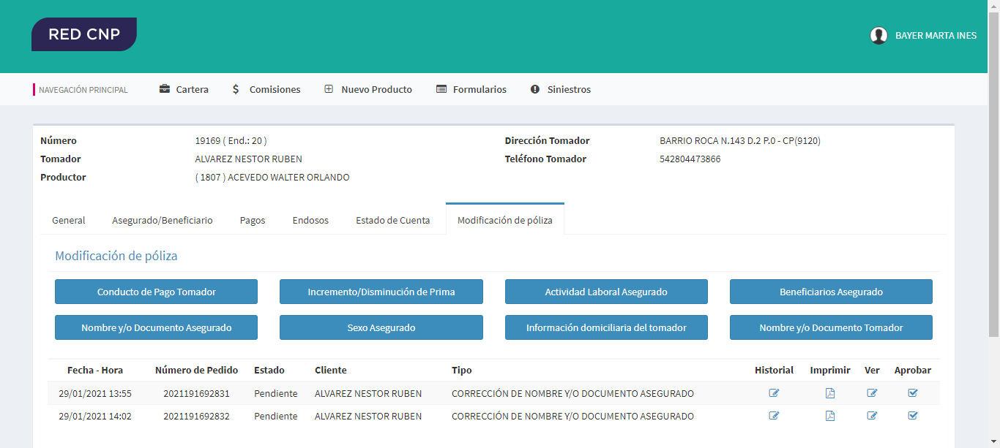 RED CNP
BAYER MARTA INES
NAVEGACIÓN PRINCIPAL Cartera $ Comisiones Nuevo Producto Formularios Siniestros
Número 19169 ( End.: 20 ) Dirección Tomador BARRIO ROCA N.143 D.2 P.0 - CP(9120)
Tomador ALVAREZ NESTOR RUBEN Teléfono Tomador 542804473866
Productor ( 1807 ) ACEVEDO WALTER ORLANDO
General Asegurado/Beneficiario Pagos Endosos Estado de Cuenta Modificación de póliza
Modificación de póliza
Conducto de Pago Tomador Incremento/Disminución de Prima Actividad Laboral Asegurado Beneficiarios Asegurado
Nombre y/o Documento Asegurado Sexo Asegurado Información domiciliaria del tomador Nombre y/o Documento Tomador
Fecha - Hora Número de Pedido Estado Cliente Tipo Historial Imprimir Ver Aprobar
29/01/2021 13:55 2021191692831 Pendiente ALVAREZ NESTOR RUBEN CORRECCIÓN DE NOMBRE Y/O DOCUMENTO ASEGURADO
29/01/2021 14:02 2021191692832 Pendiente ALVAREZ NESTOR RUBEN CORRECCIÓN DE NOMBRE Y/O DOCUMENTO ASEGURADO